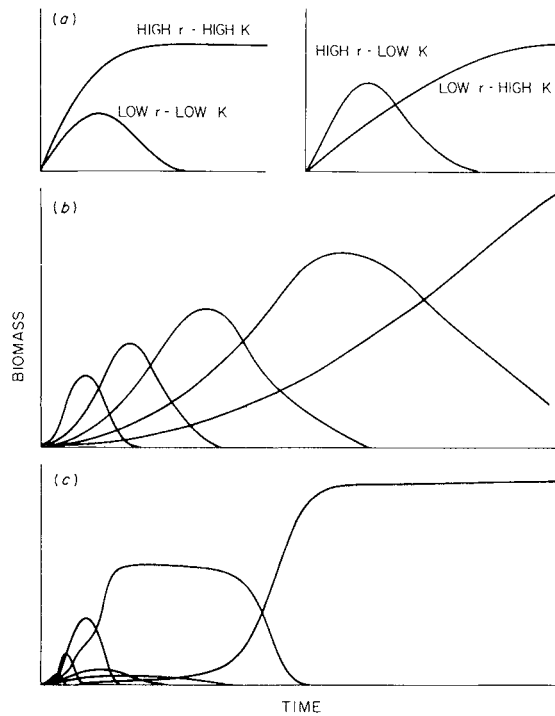 (a)
HIGH r - HIGH K
LOW r - LOW K
HIGH r - LOW K
LOW r - HIGH K
(b)
BIOMASS
(c)
TIME